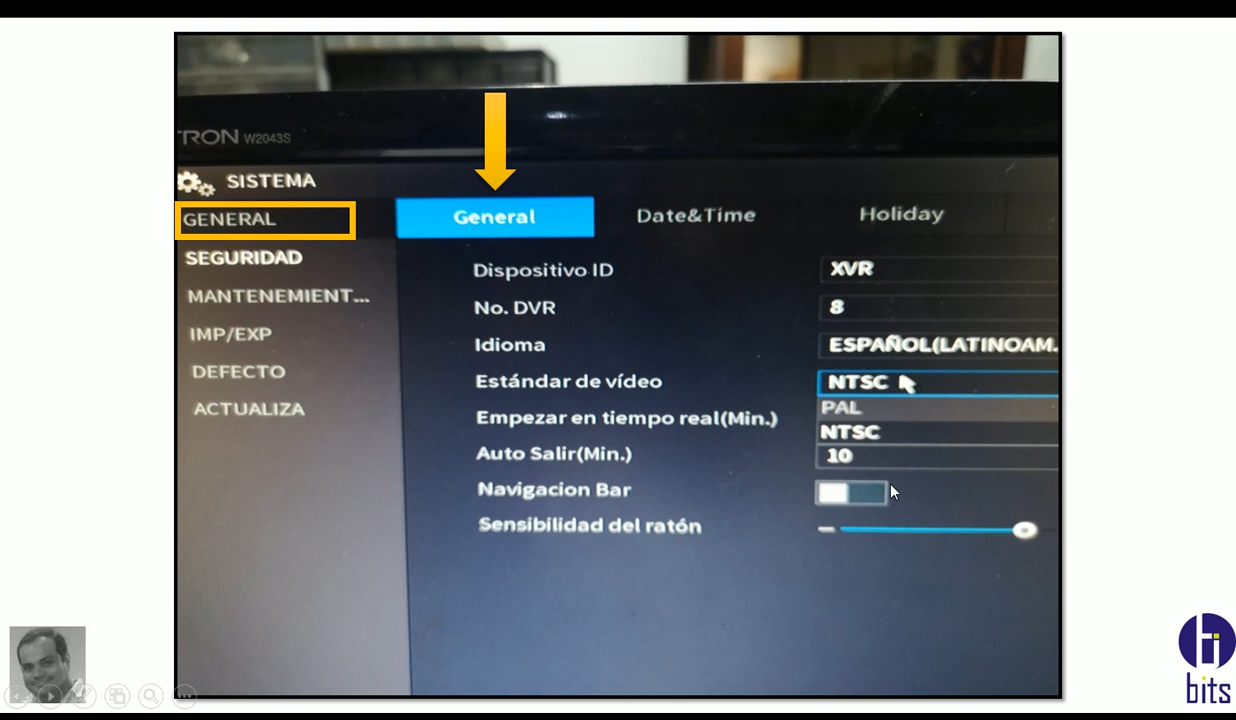 TRON W2043S
SISTEMA
GENERAL
SEGURIDAD
MANTENEMIENT...
IMP/EXP
DEFECTO
ACTUALIZA
General Date&Time Holiday
Dispositivo ID XVR
No. DVR 8
Idioma ESPAÑOL(LATINOAM.
Estándar de vídeo NTSC
PAL
Empezar en tiempo real(Min.) NTSC
Auto Salir(Min.) 10
Navigacion Bar
Sensibilidad del ratón
bits